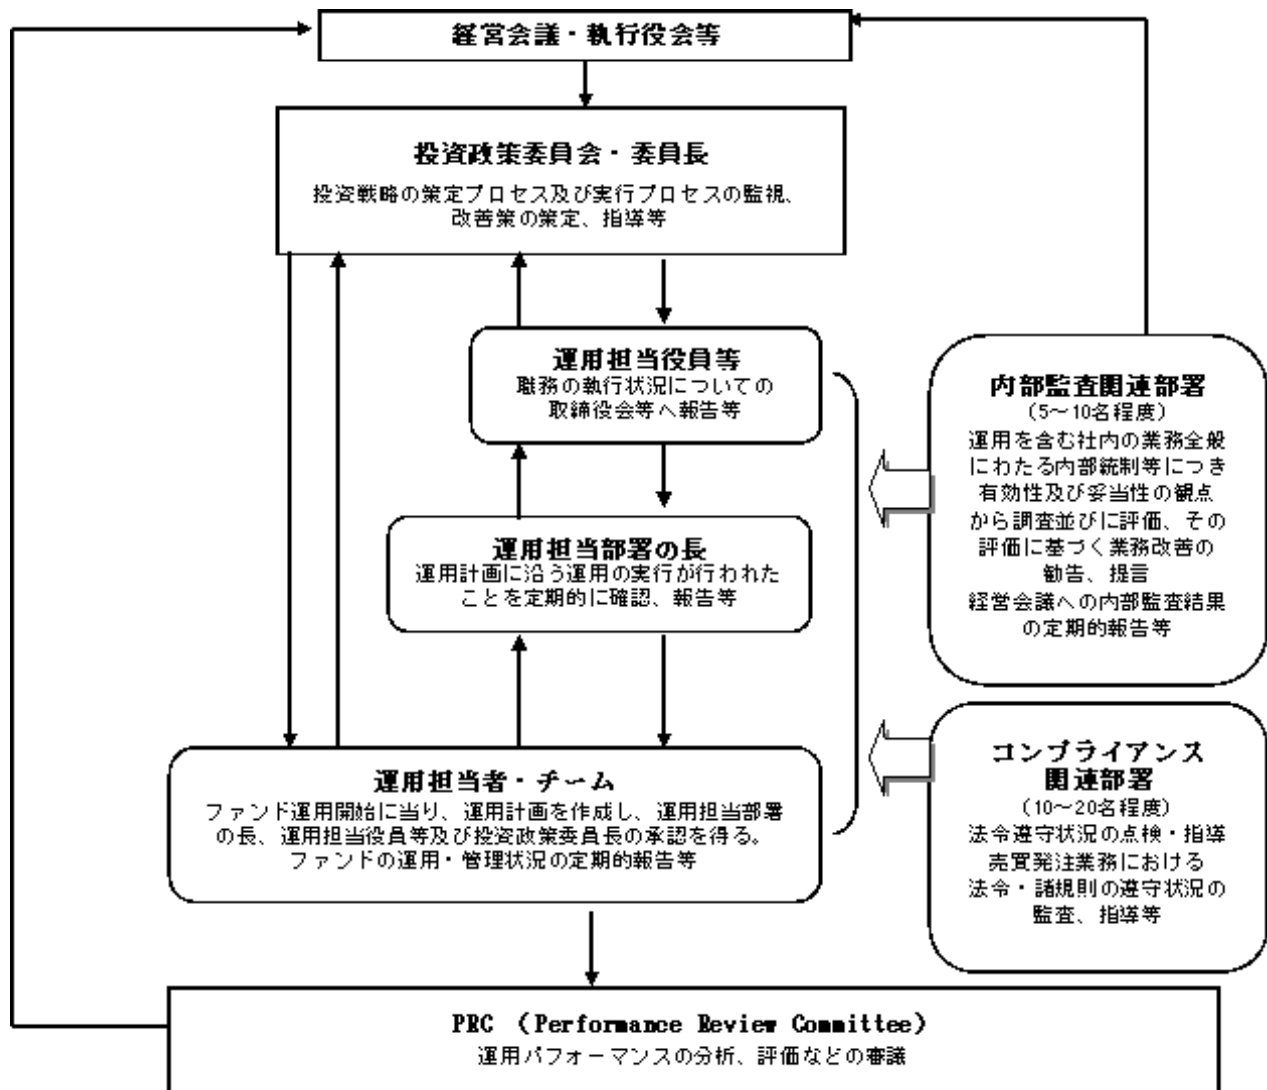 経営会議・執行役会等
投資政策委員会・委員長
投資戦略の策定プロセス及び実行プロセスの監視、
改善策の策定、指導等
運用担当役員等
職務の執行状況についての
取締役会等へ報告等
運用担当部署の長
運用計画に沿う運用の実行が行われた
ことを定期的に確認、報告等
運用担当者・チーム
ファンド運用開始に当り、運用計画を作成し、運用担当部署
の長、運用担当役員等及び投資政策委員長の承認を得る。
ファンドの運用・管理状況の定期的報告等
内部監査関連部署
（5～10名程度）
運用を含む社内の業務全般
にわたる内部統制等につき
有効性及び妥当性の観点
から調査並びに評価、その
評価に基づく業務改善の
勧告、提言
経営会議への内部監査結果
の定期的報告等
コンプライアンス
関連部署
（10～20名程度）
法令遵守状況の点検・指導
売買発注業務における
法令・諸規則の遵守状況の
監査、指導等
PRC （Performance Review Committee）
運用パフォーマンスの分析、評価などの審議